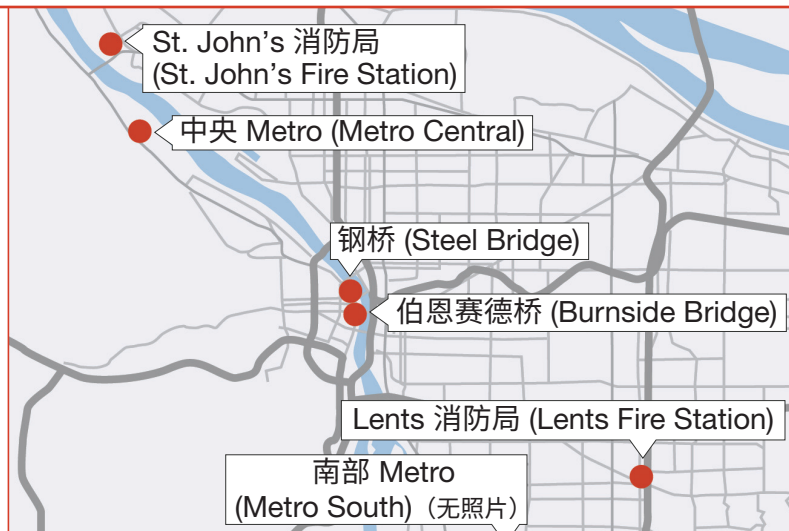 St. John’s 消防局
(St. John’s Fire Station)
中央 Metro (Metro Central)
钢桥 (Steel Bridge)
伯恩赛德桥 (Burnside Bridge)
Lents 消防局 (Lents Fire Station)
南部 Metro
(Metro South)（无照片）